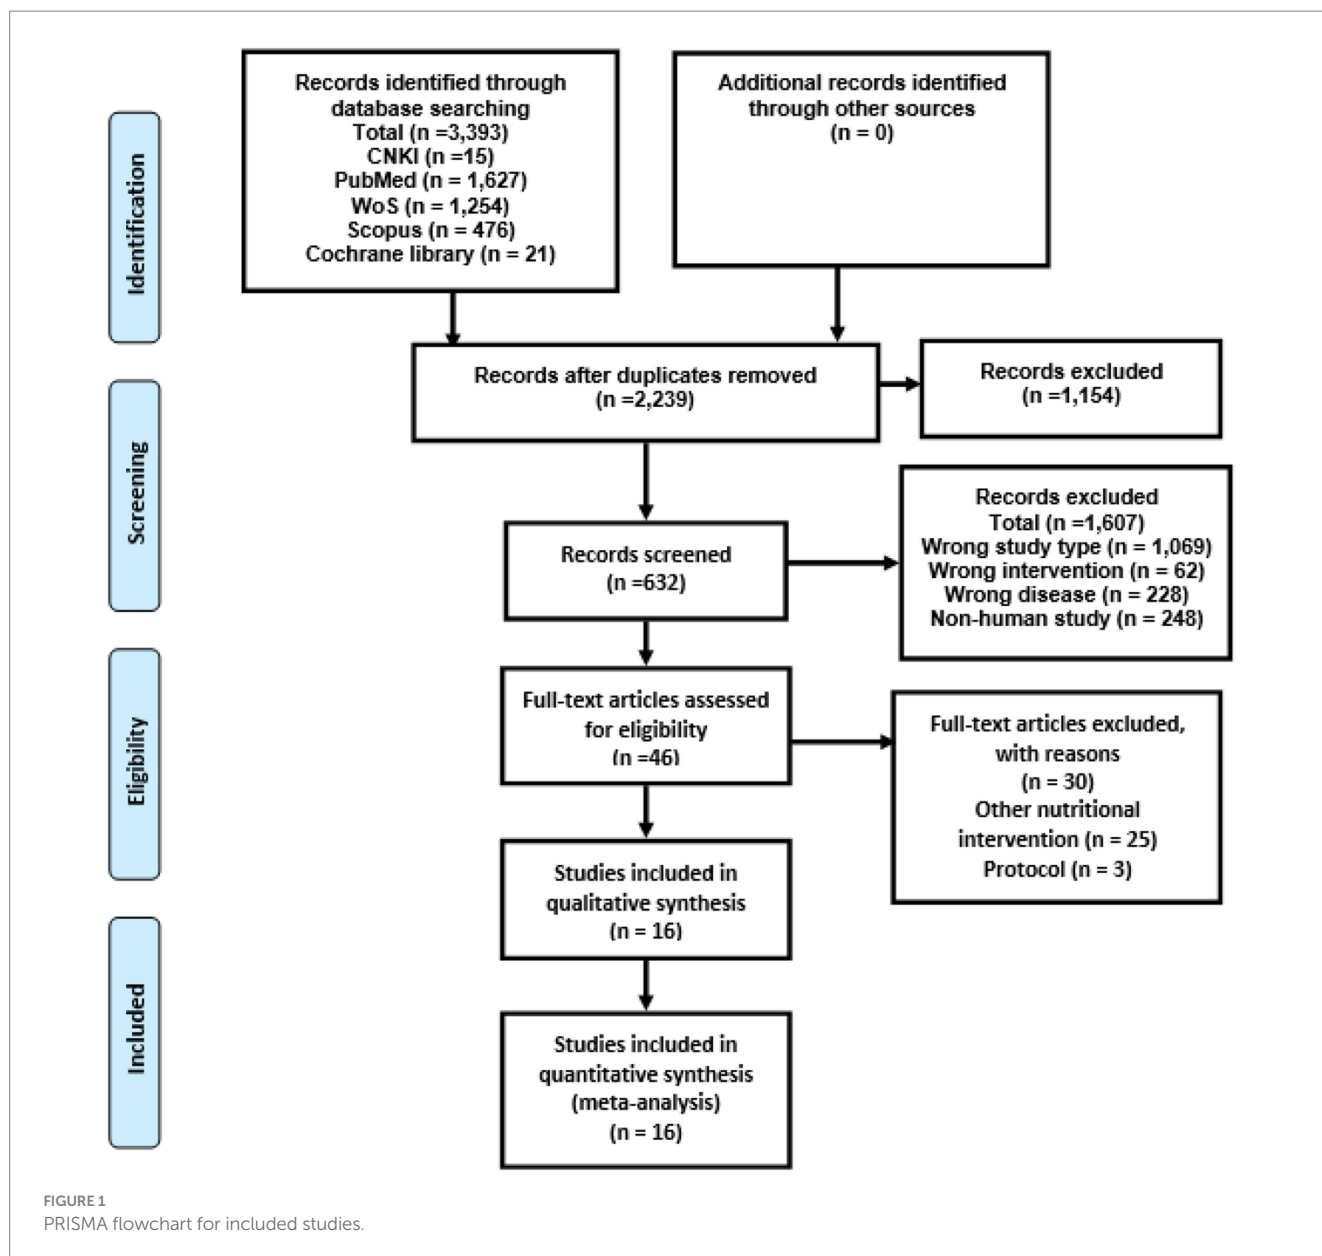 Identification
Records identified through
database searching
Total (n =3,393)
CNKI (n =15)
PubMed (n = 1,627)
WoS (n = 1,254)
Scopus (n = 476)
Cochrane library (n = 21)
Additional records identified
through other sources
(n = 0)
Records after duplicates removed
(n =2,239)
Records excluded
(n =1,154)
Screening
Records screened
(n =632)
Records excluded
Total (n =1,607)
Wrong study type (n = 1,069)
Wrong intervention (n = 62)
Wrong disease (n = 228)
Non-human study (n = 248)
Eligibility
Full-text articles assessed
for eligibility
(n =46)
Full-text articles excluded,
with reasons
(n = 30)
Other nutritional
intervention (n = 25)
Protocol (n = 3)
Studies included in
qualitative synthesis
(n = 16)
Included
Studies included in
quantitative synthesis
(meta-analysis)
(n = 16)
FIGURE 1
PRISMA flowchart for included studies.